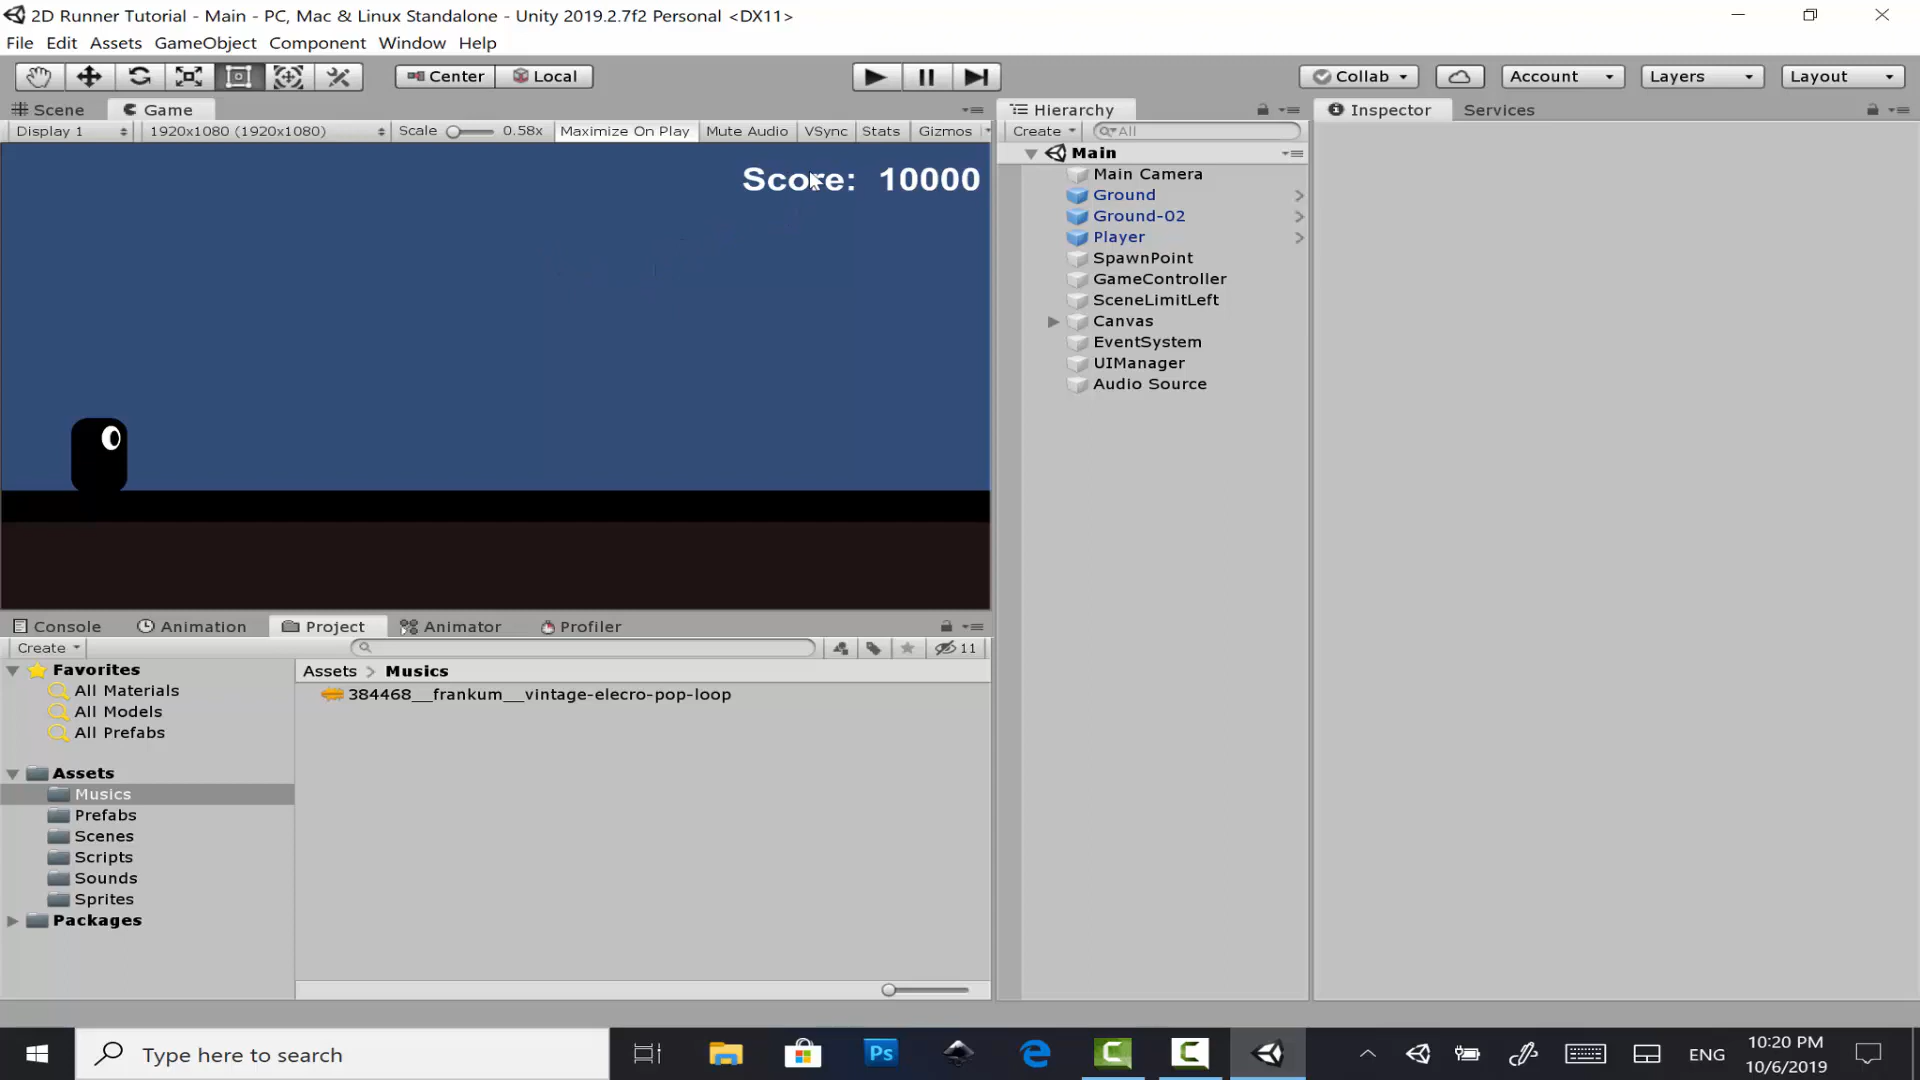 2D Runner Tutorial - Main - PC, Mac & Linux Standalone - Unity 2019.2.7f2 Personal <DX11>
File Edit Assets GameObject Component Window Help
Center Local Collab Account Layers Layout
Scene Game
Display 1 1920x1080 (1920x1080) Scale 0.58x Maximize On Play Mute Audio VSync Stats Gizmos
Score: 10000
Hierarchy
Create All
Main
Main Camera
Ground
Ground-02
Player
SpawnPoint
GameController
SceneLimitLeft
Canvas
EventSystem
UIManager
Audio Source
Inspector Services
Console Animation Project Animator Profiler
Create 11
Favorites
All Materials
All Models
All Prefabs
Assets
Musics
Prefabs
Scenes
Scripts
Sounds
Sprites
Packages
Assets > Musics
384468__frankum__vintage-elecro-pop-loop
Type here to search
Ps
ENG
10:20 PM
10/6/2019